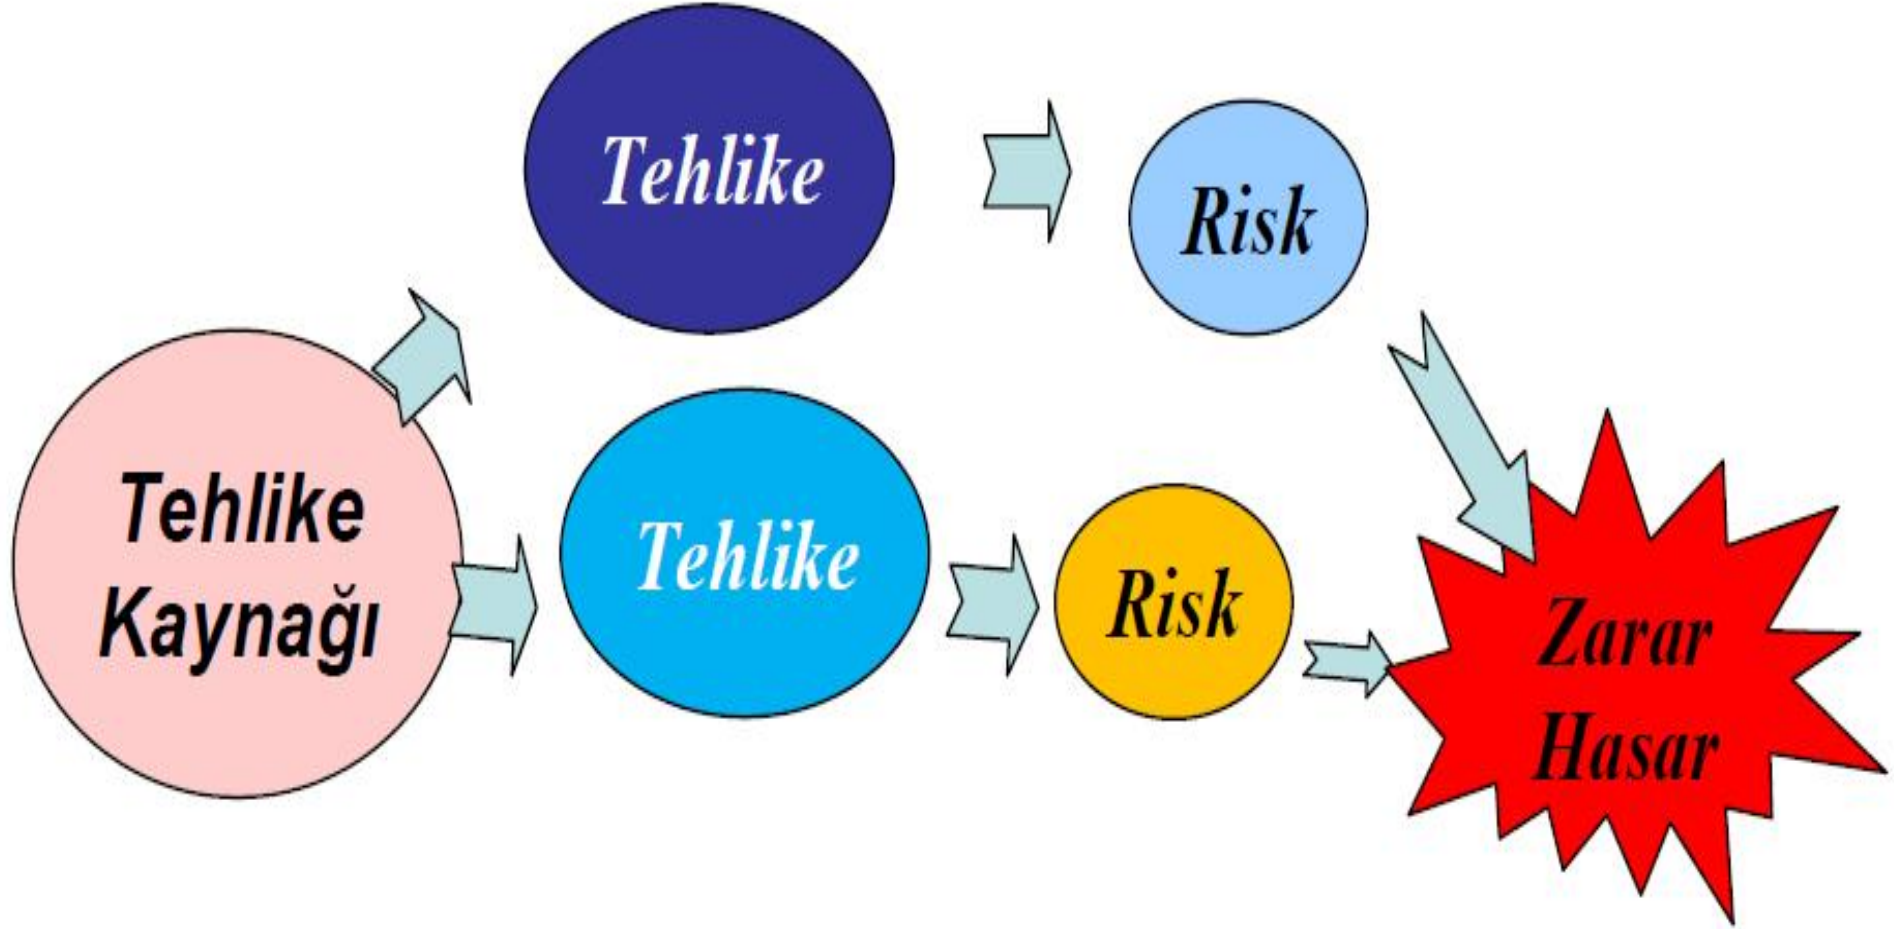 Tehlike
Risk
Tehlike
Kaynağı
Tehlike
Risk
Zarar
Hasar